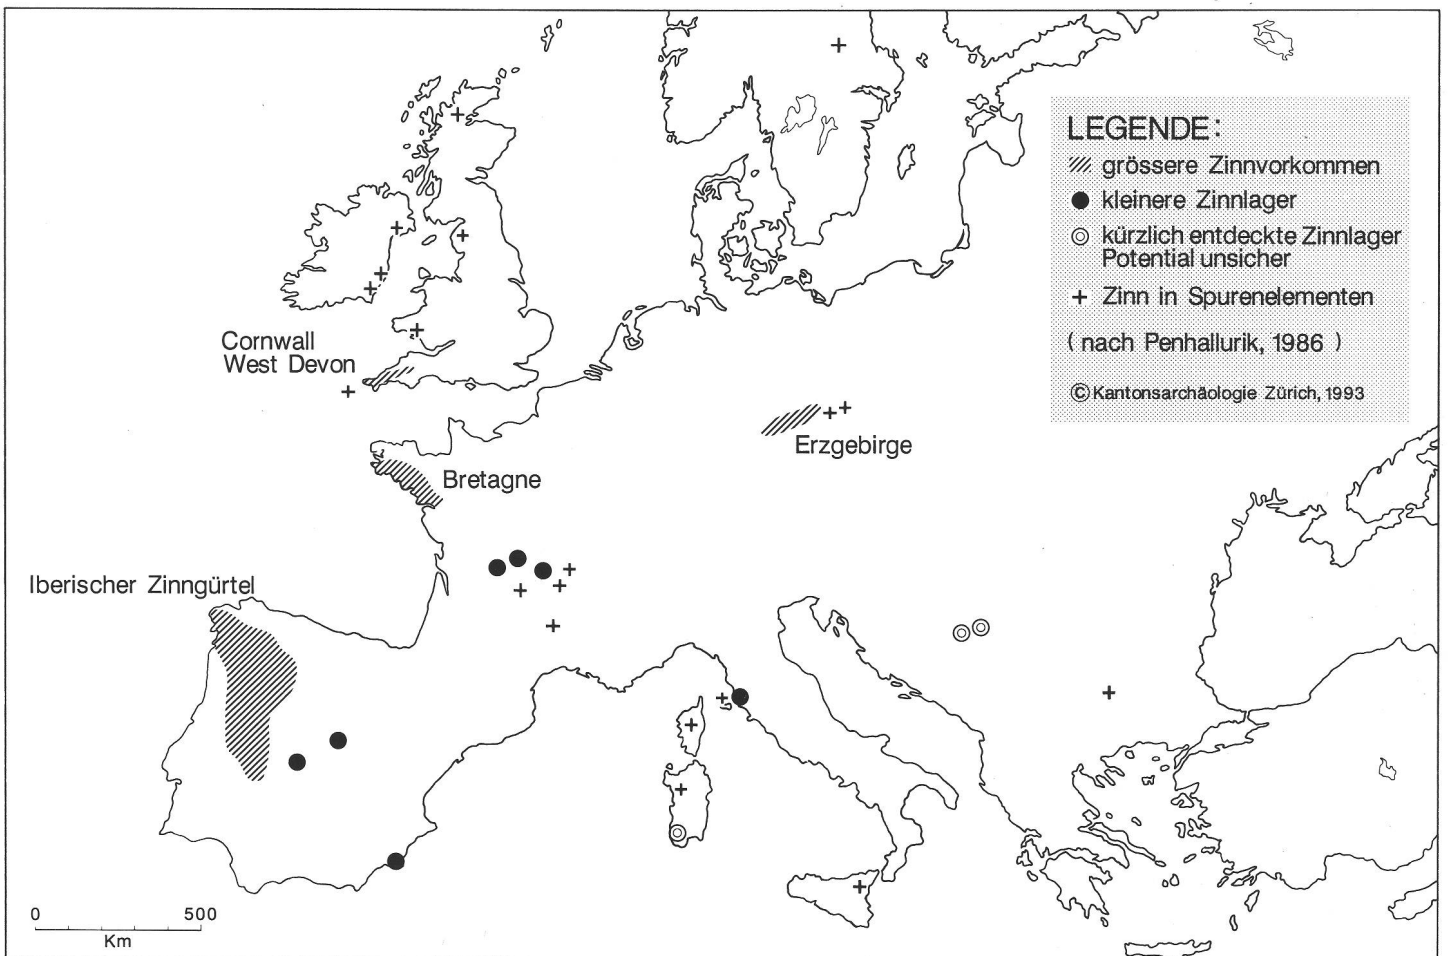 LEGENDE:
grössere Zinnvorkommen
kleinere Zinnlager
kürzlich entdeckte Zinnlager
Potential unsicher
Zinn in Spurenelementen
( nach Penhallurik, 1986 )
© Kantonsarchäologie Zürich, 1993
Cornwall
West Devon
Erzgebirge
Bretagne
Iberischer Zinngürtel
0 500
Km